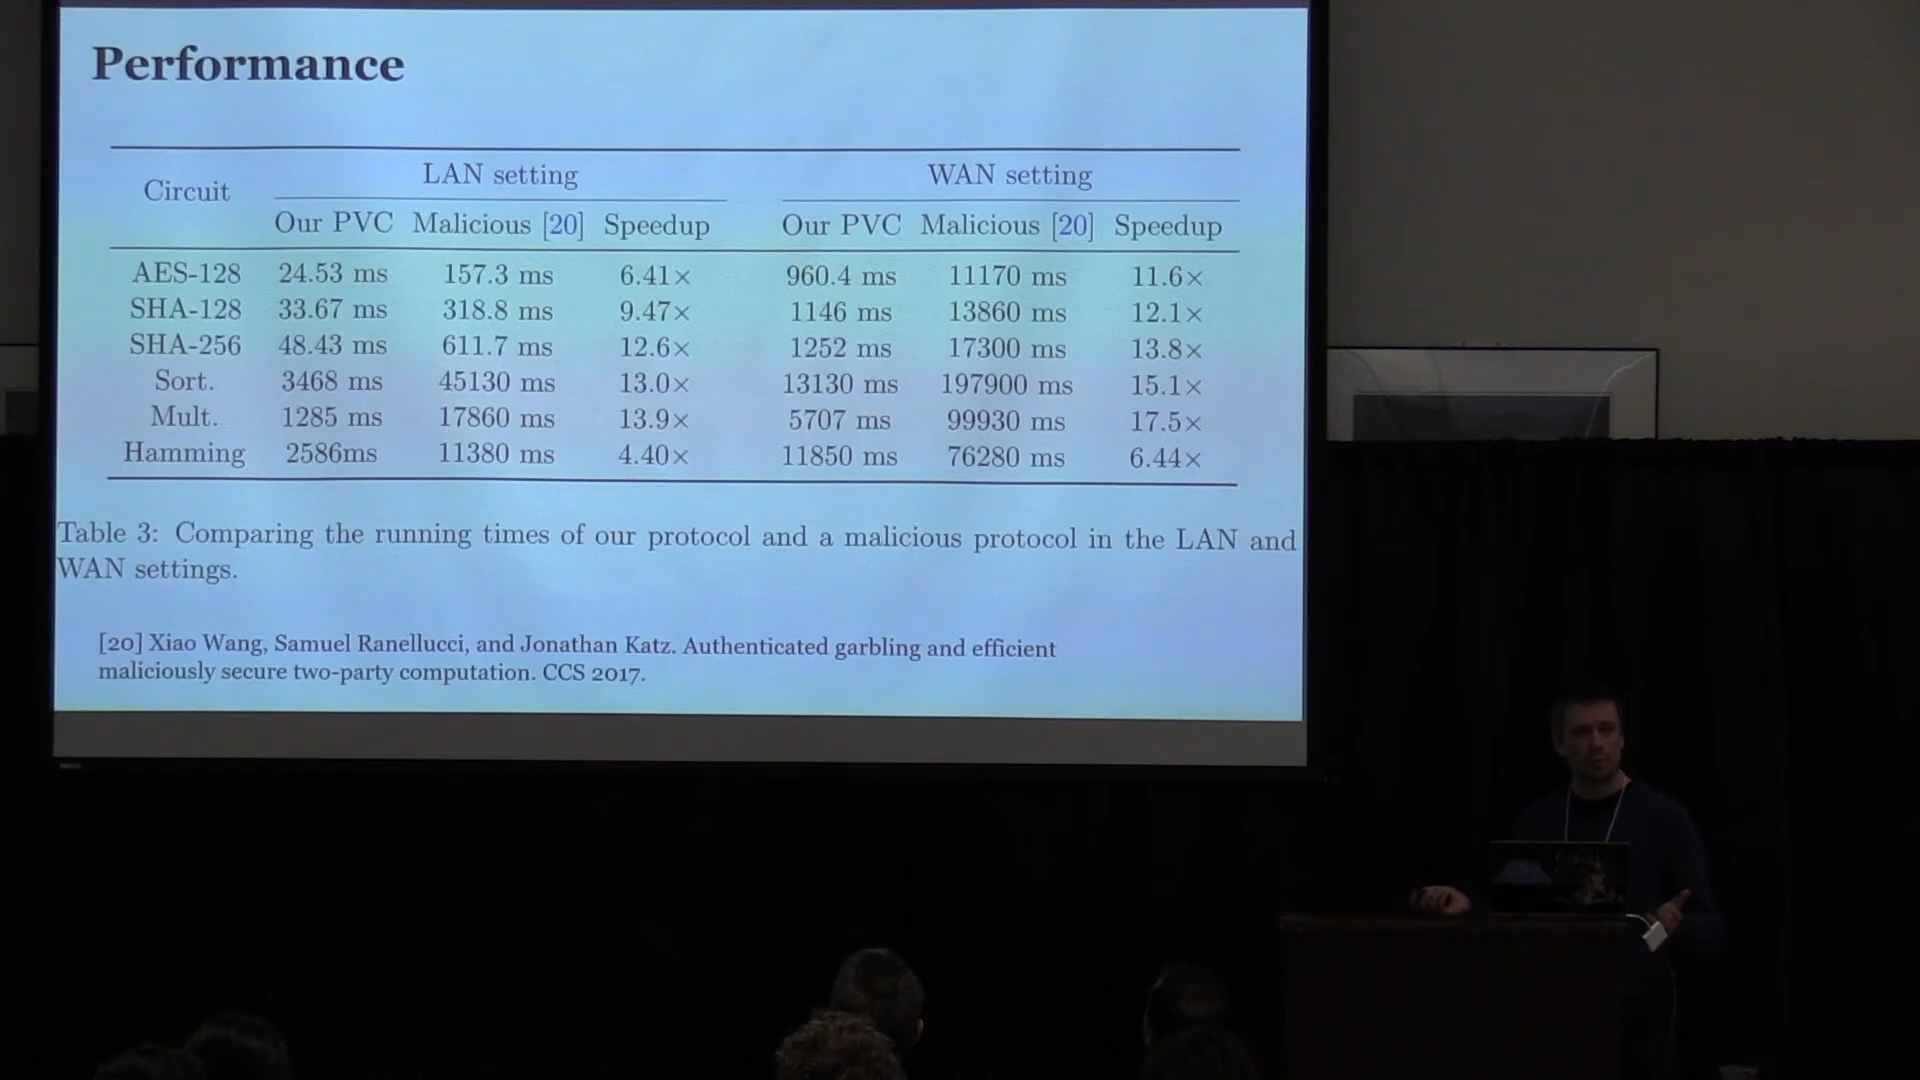 Performance
LAN setting WAN setting
Circuit
Our PVC Malicious [20] Speedup Our PVC Malicious [20] Speedup
AES-128 24.53 ms 157.3 ms 6.41× 960.4 ms 11170 ms 11.6×
SHA-128 33.67 ms 318.8 ms 9.47× 1146 ms 13860 ms 12.1×
SHA-256 48.43 ms 611.7 ms 12.6× 1252 ms 17300 ms 13.8×
Sort. 3468 ms 45130 ms 13.0× 13130 ms 197900 ms 15.1×
Mult. 1285 ms 17860 ms 13.9× 5707 ms 99930 ms 17.5×
Hamming 2586ms 11380 ms 4.40× 11850 ms 76280 ms 6.44×
Table 3: Comparing the running times of our protocol and a malicious protocol in the LAN and
WAN settings.
[20] Xiao Wang, Samuel Ranellucci, and Jonathan Katz. Authenticated garbling and efficient
maliciously secure two-party computation. CCS 2017.